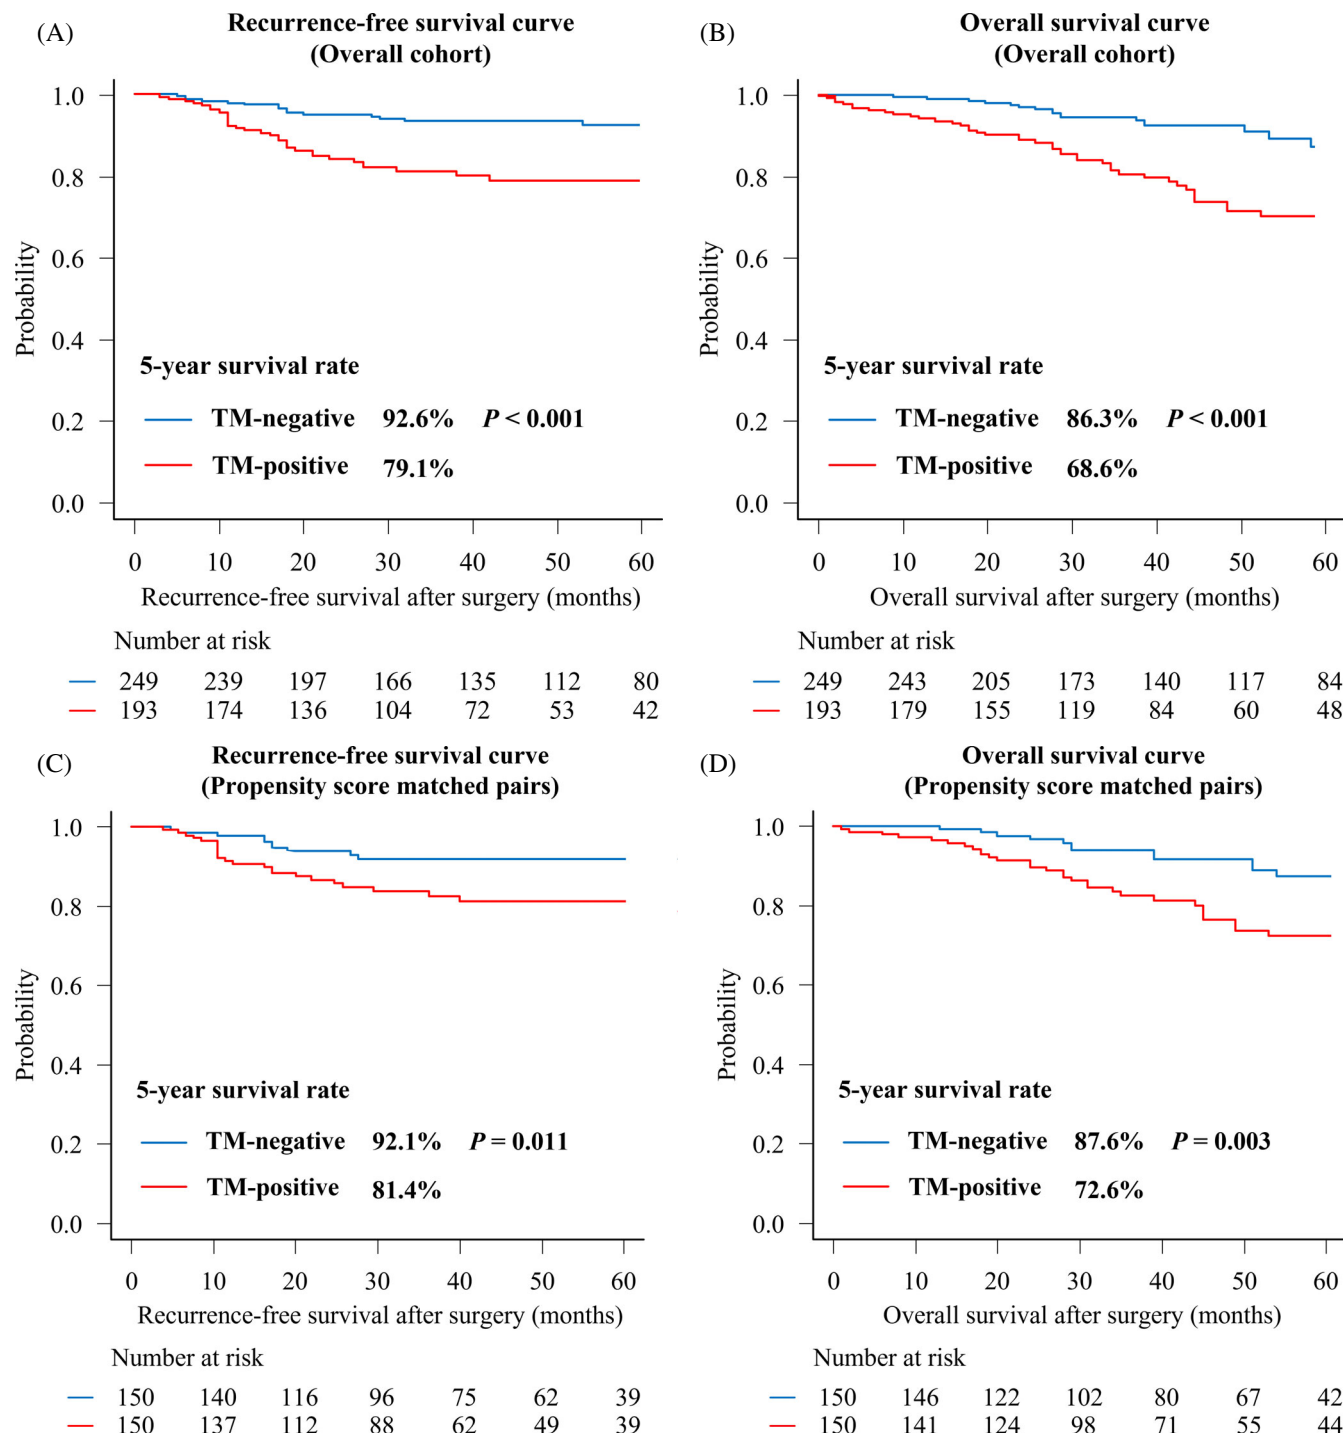 (A)
Recurrence-free survival curve
(Overall cohort)
Probability
1.0
0.8
0.6
0.4
0.2
0.0
5-year survival rate
TM-negative 92.6% P < 0.001
TM-positive 79.1%
0 10 20 30 40 50 60
Recurrence-free survival after surgery (months)
Number at risk
249 239 197 166 135 112 80
193 174 136 104 72 53 42
(B)
Overall survival curve
(Overall cohort)
Probability
1.0
0.8
0.6
0.4
0.2
0.0
5-year survival rate
TM-negative 86.3% P < 0.001
TM-positive 68.6%
0 10 20 30 40 50 60
Overall survival after surgery (months)
Number at risk
249 243 205 173 140 117 84
193 179 155 119 84 60 48
(C)
Recurrence-free survival curve
(Propensity score matched pairs)
Probability
1.0
0.8
0.6
0.4
0.2
0.0
5-year survival rate
TM-negative 92.1% P = 0.011
TM-positive 81.4%
0 10 20 30 40 50 60
Recurrence-free survival after surgery (months)
Number at risk
150 140 116 96 75 62 39
150 137 112 88 62 49 39
(D)
Overall survival curve
(Propensity score matched pairs)
Probability
1.0
0.8
0.6
0.4
0.2
0.0
5-year survival rate
TM-negative 87.6% P = 0.003
TM-positive 72.6%
0 10 20 30 40 50 60
Overall survival after surgery (months)
Number at risk
150 146 122 102 80 67 42
150 141 124 98 71 55 44